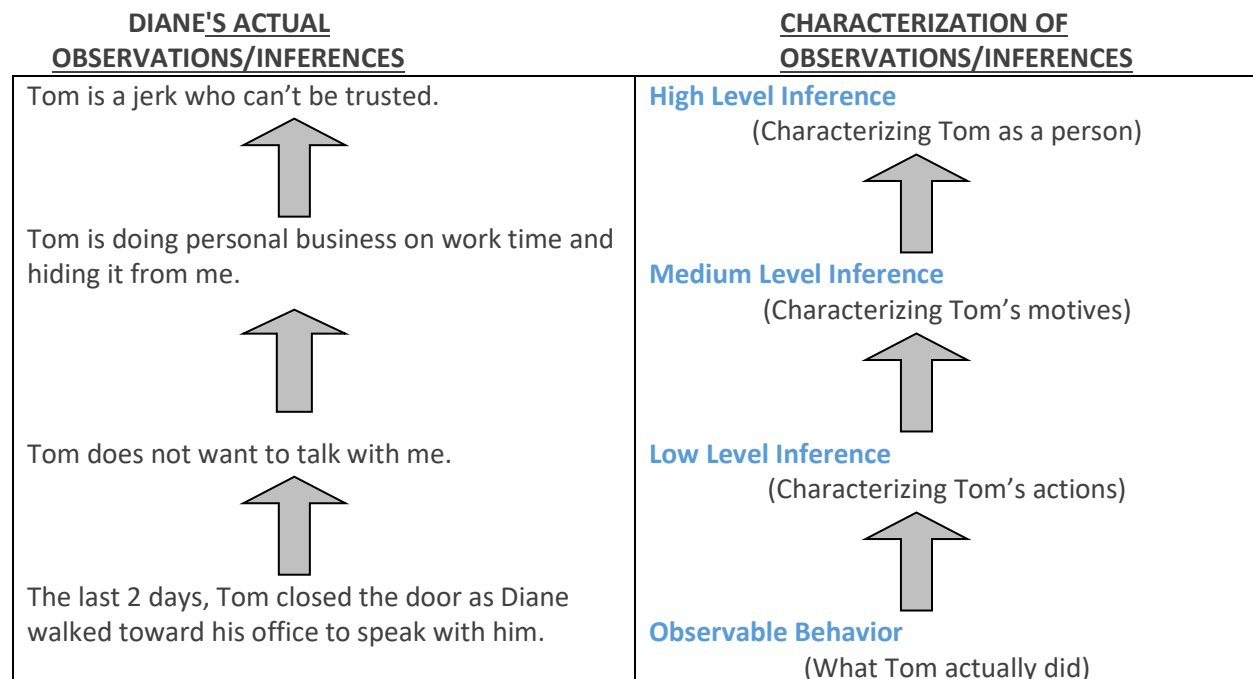 DIANE'S ACTUAL
OBSERVATIONS/INFERENCES
Tom is a jerk who can’t be trusted.
Tom is doing personal business on work time and
hiding it from me.
Tom does not want to talk with me.
The last 2 days, Tom closed the door as Diane
walked toward his office to speak with him.
CHARACTERIZATION OF
OBSERVATIONS/INFERENCES
High Level Inference
(Characterizing Tom as a person)
Medium Level Inference
(Characterizing Tom’s motives)
Low Level Inference
(Characterizing Tom’s actions)
Observable Behavior
(What Tom actually did)